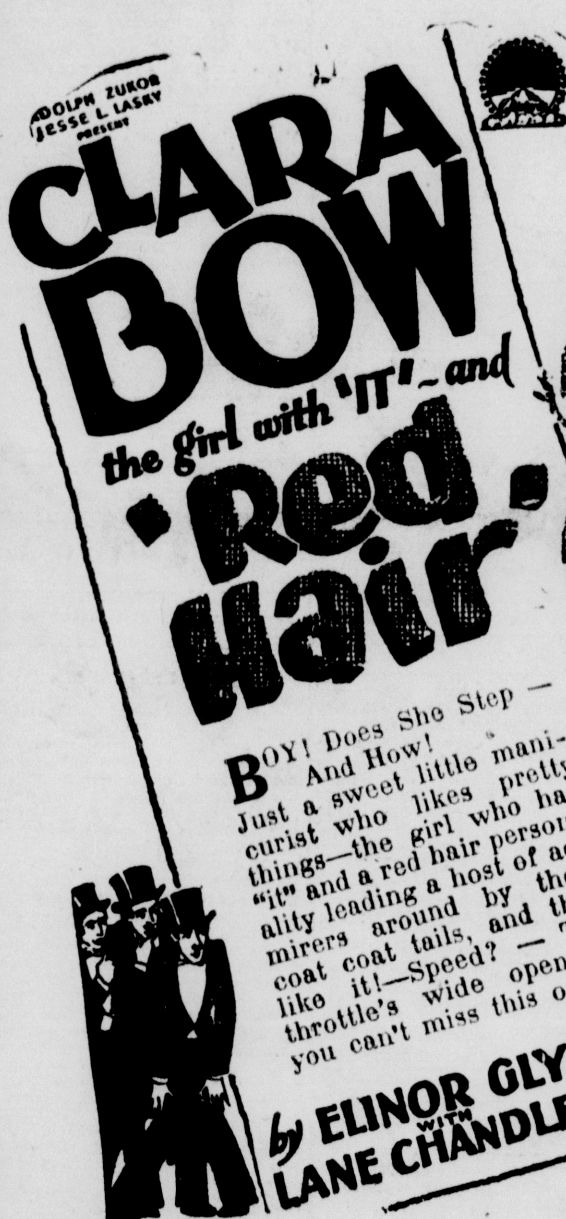 ADOLPH ZUKOR
JESSE L. LASKY
PRESENT
CLARA
BOW
the girl with "IT" ~ and
'Red
Hair'
BOY! Does She Step —
And How!
Just a sweet little mani-
curist who likes pretty
things—the girl who ha
"it" and a red hair person
ality leading a host of ad
mirers around by the
coat coat tails, and th
like it!—Speed? — T
throttle's wide open
you can't miss this o
by ELINOR GLY
WITH
LANE CHANDLE